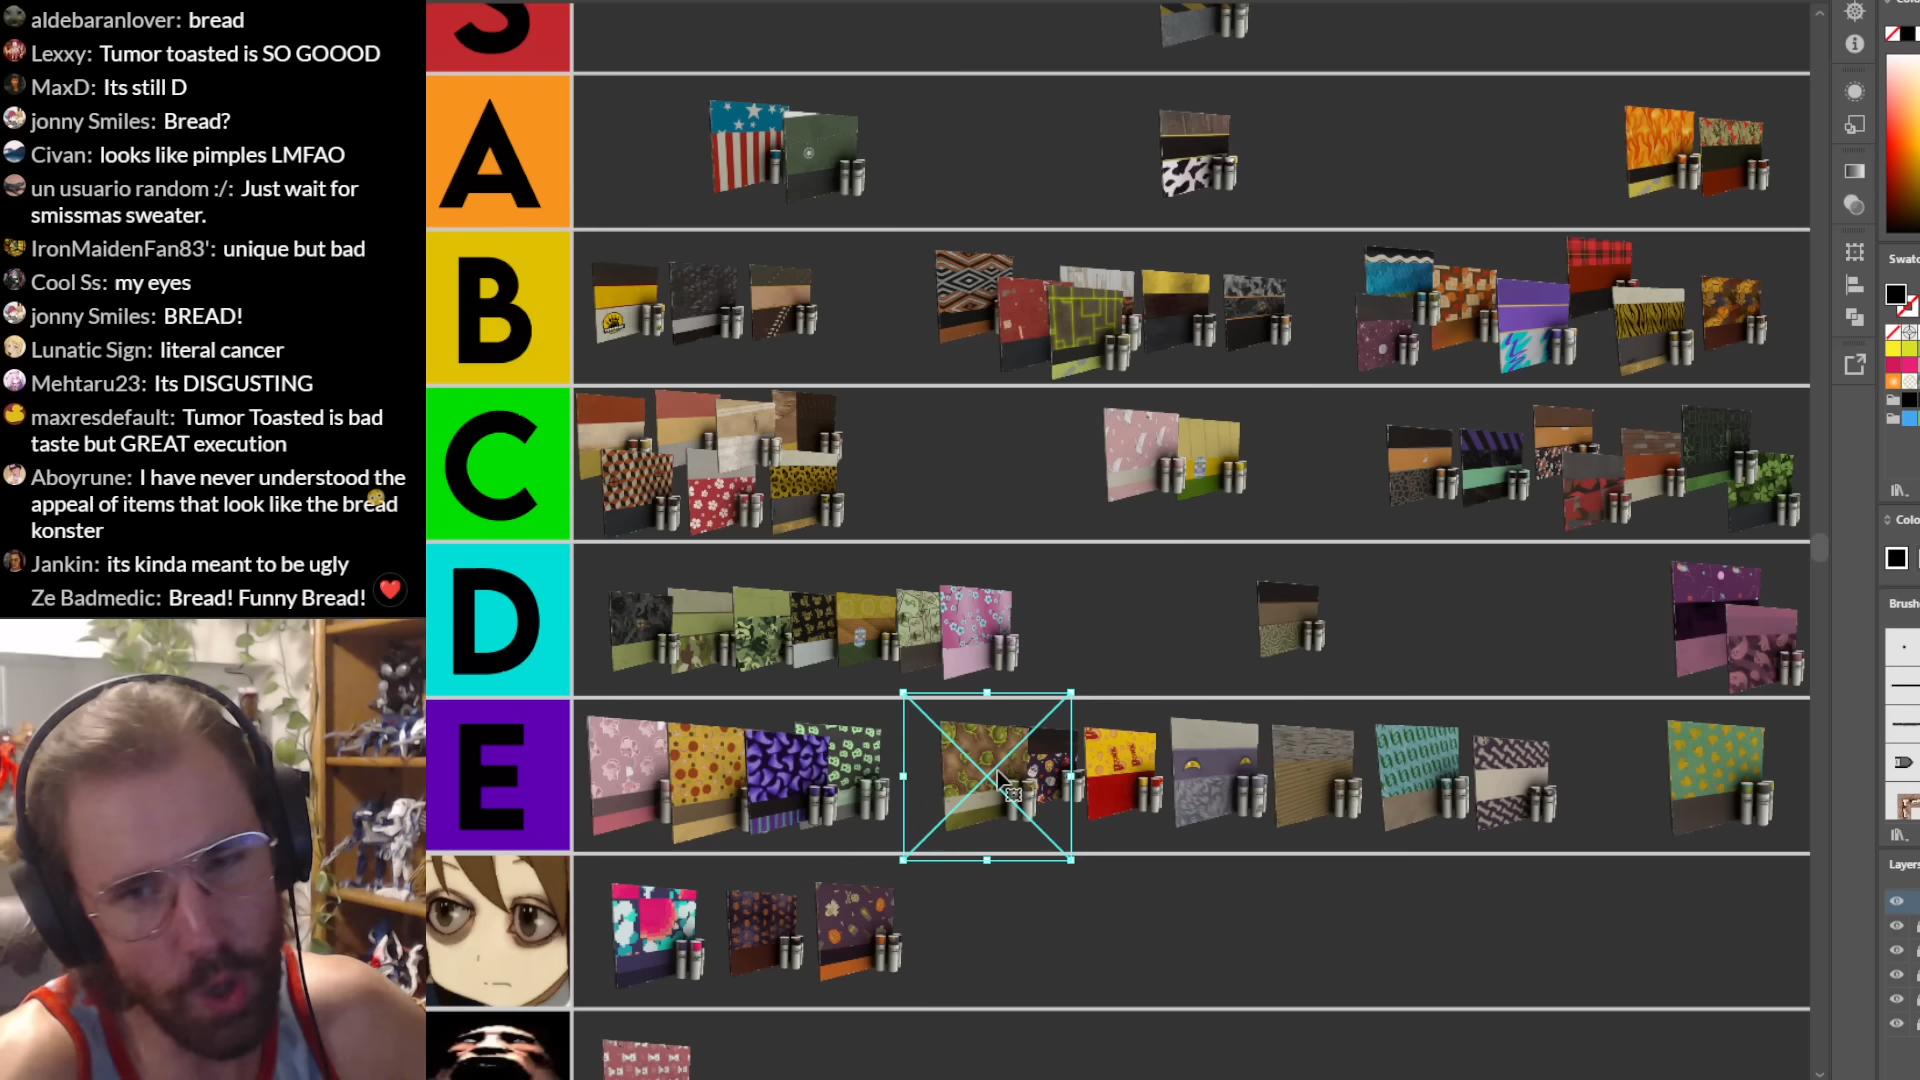 aldebaranlover: bread
Lexxy: Tumor toasted is SO GOOOD
MaxD: Its still D
jonny Smiles: Bread?
Civan: looks like pimples LMFAO
un usuario random :/: Just wait for
smissmas sweater.
IronMaidenFan83': unique but bad
Cool Ss: my eyes
jonny Smiles: BREAD!
Lunatic Sign: literal cancer
Mehtaru23: Its DISGUSTING
maxresdefault: Tumor Toasted is bad
taste but GREAT execution
Aboyrune: I have never understood the
appeal of items that look like the bread
konster
Jankin: its kinda meant to be ugly
Ze Badmedic: Bread! Funny Bread!
S
A
B
C
D
E
Swatc
Colo
Brushe
Layers